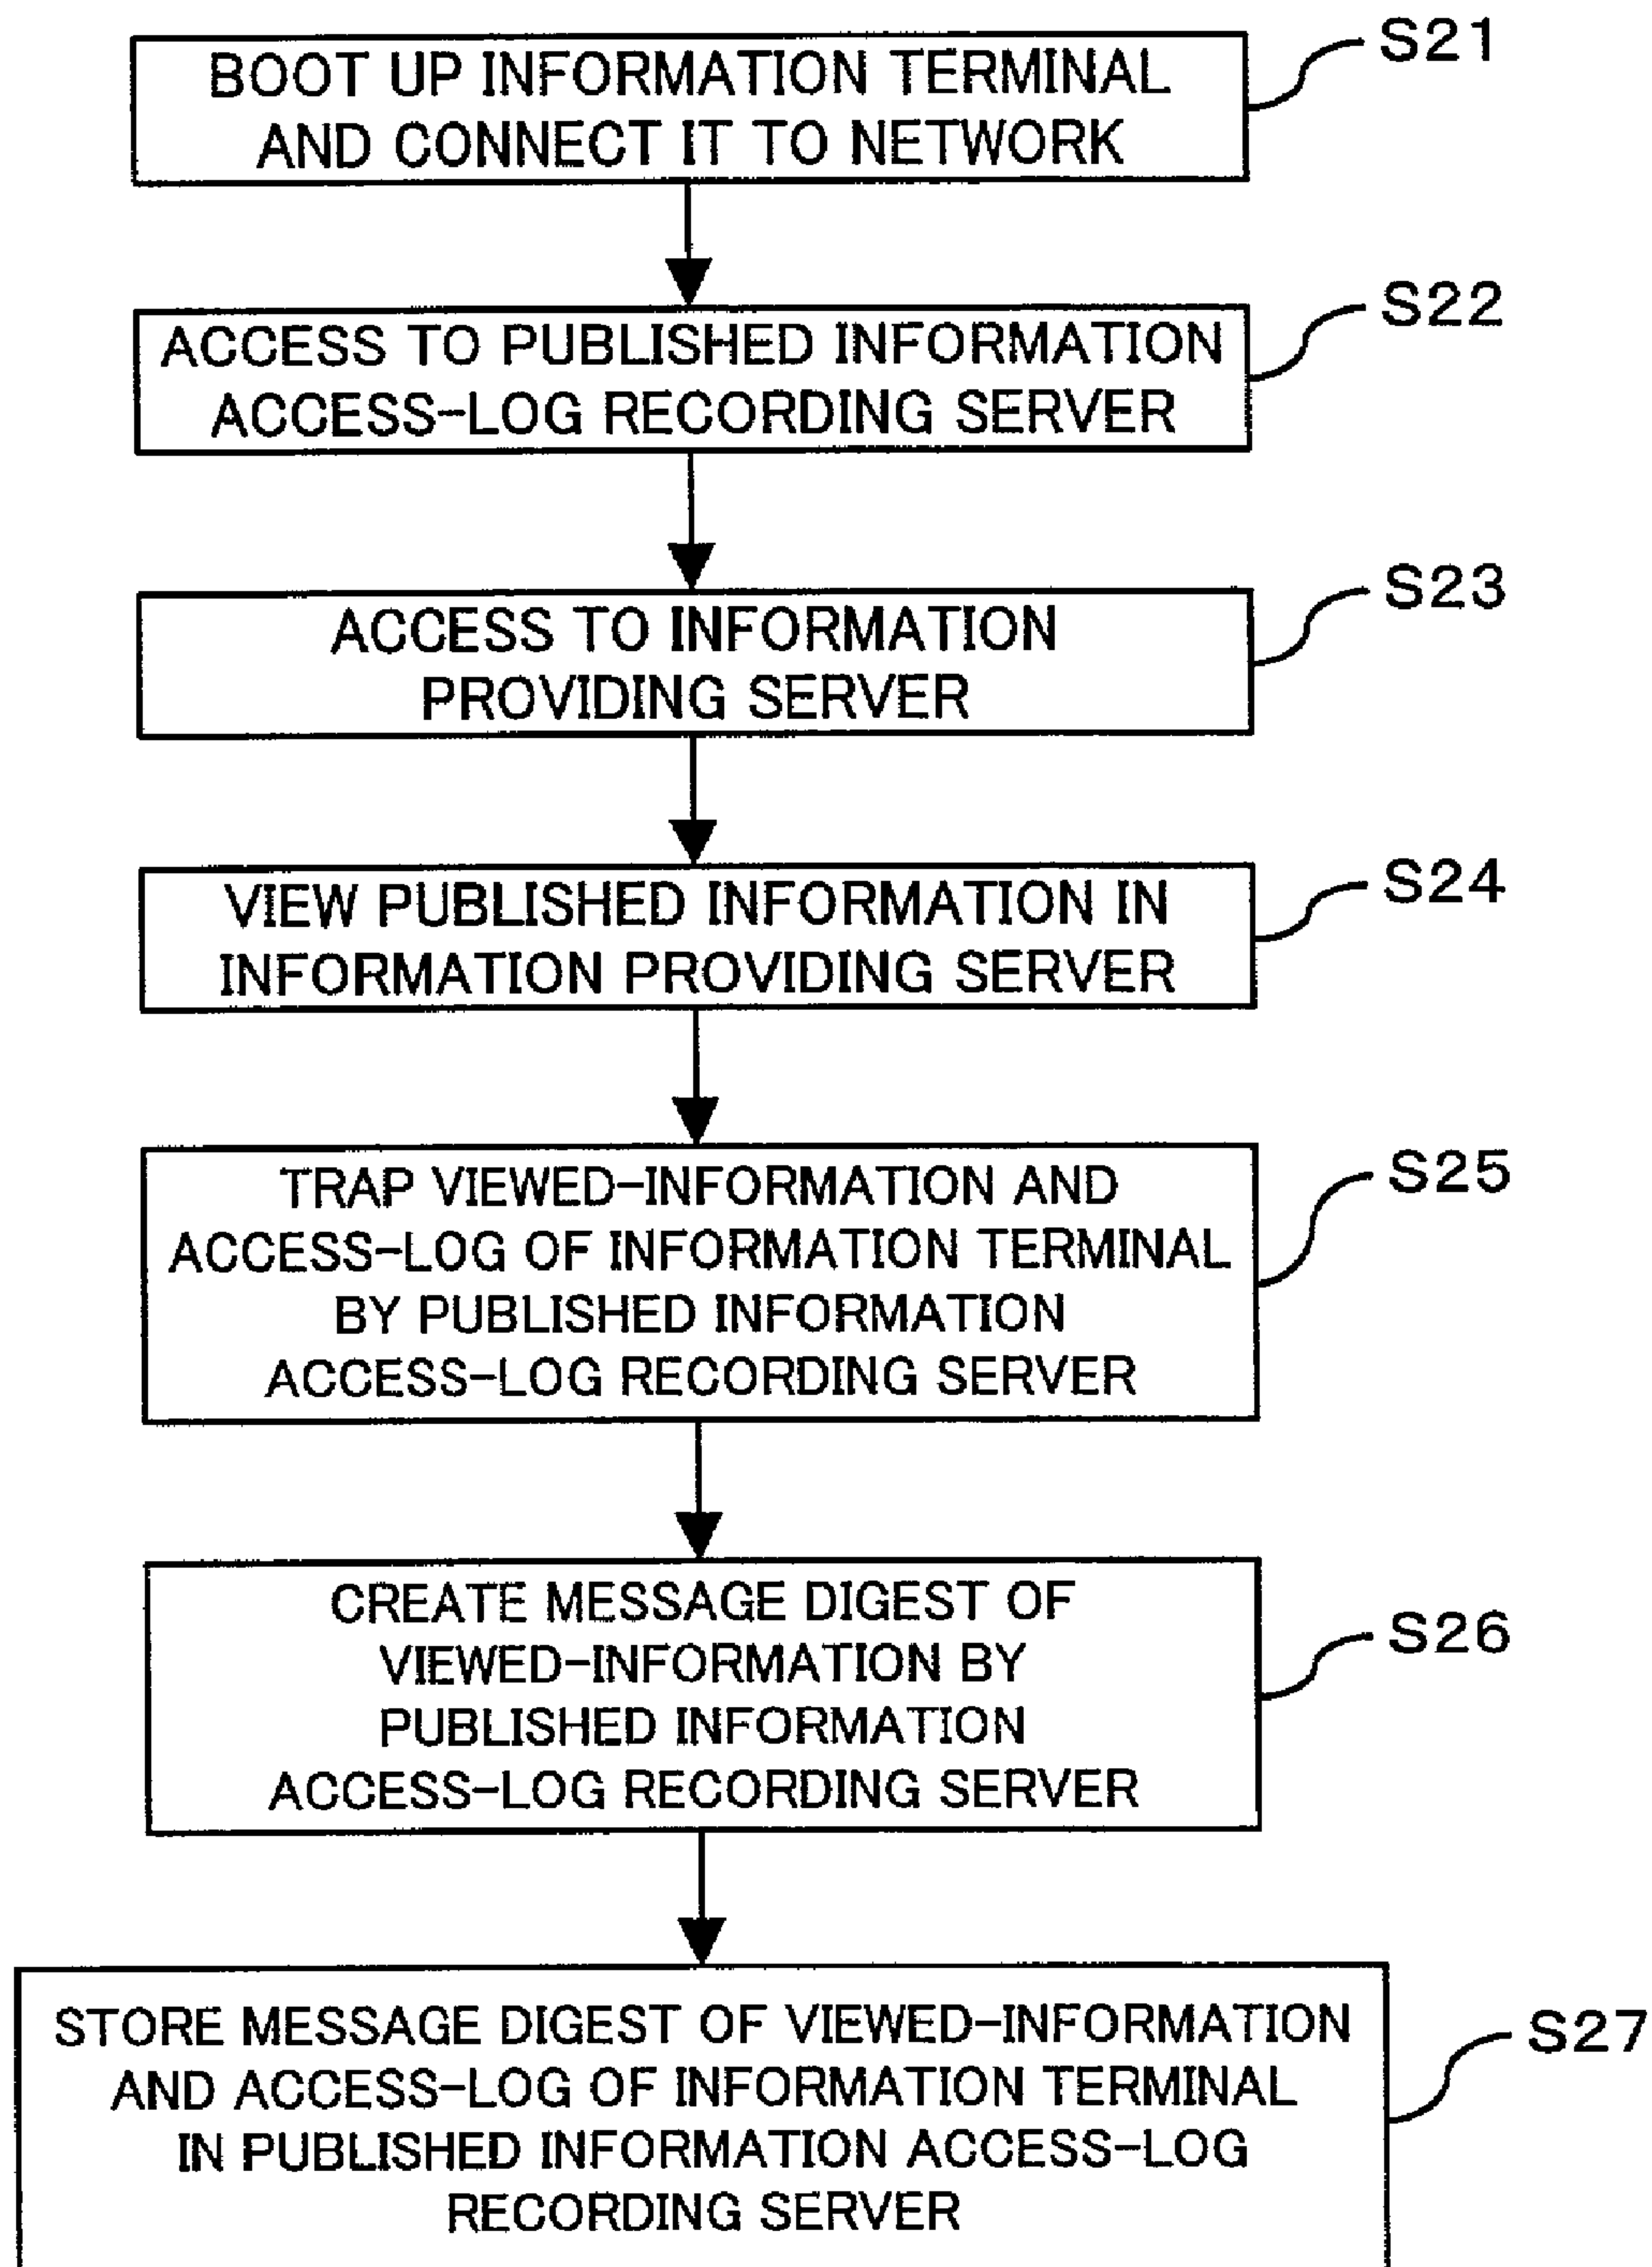 BOOT UP INFORMATION TERMINAL
AND CONNECT IT TO NETWORK
S21
ACCESS TO PUBLISHED INFORMATION
ACCESS-LOG RECORDING SERVER
S22
ACCESS TO INFORMATION
PROVIDING SERVER
S23
VIEW PUBLISHED INFORMATION IN
INFORMATION PROVIDING SERVER
S24
TRAP VIEWED-INFORMATION AND
ACCESS-LOG OF INFORMATION TERMINAL
BY PUBLISHED INFORMATION
ACCESS-LOG RECORDING SERVER
S25
CREATE MESSAGE DIGEST OF
VIEWED-INFORMATION BY
PUBLISHED INFORMATION
ACCESS-LOG RECORDING SERVER
S26
STORE MESSAGE DIGEST OF VIEWED-INFORMATION
AND ACCESS-LOG OF INFORMATION TERMINAL
IN PUBLISHED INFORMATION ACCESS-LOG
RECORDING SERVER
S27